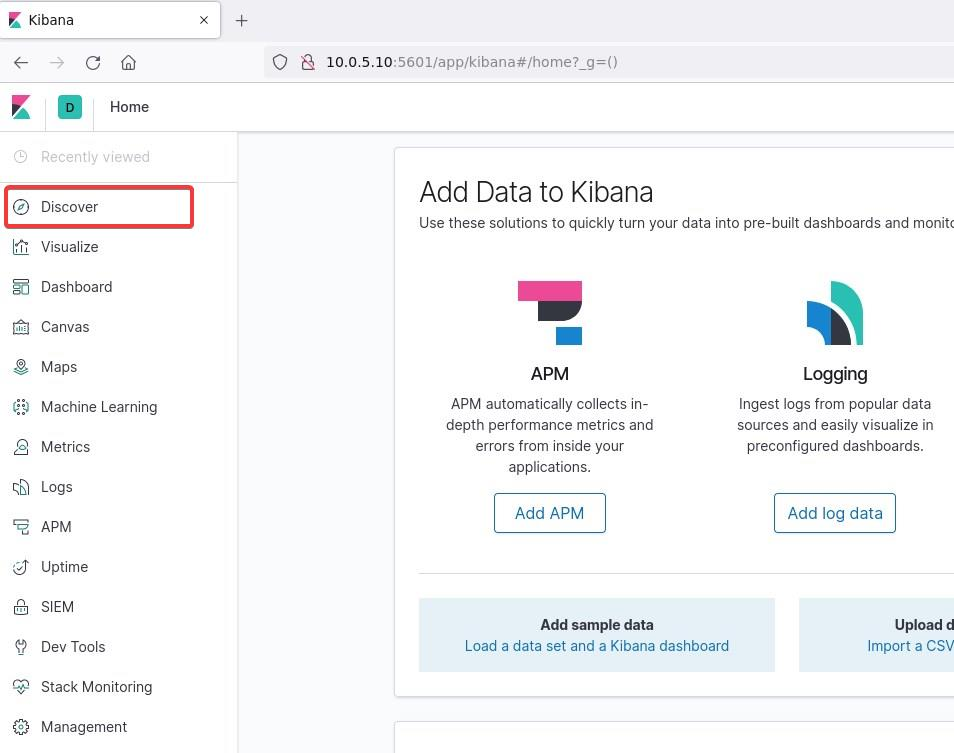 Kibana
10.0.5.10:5601/app/kibana#/home?_g=()
D
Home
Recently viewed
Discover
Visualize
Dashboard
Canvas
Maps
Machine Learning
Metrics
Logs
APM
Uptime
SIEM
Dev Tools
Stack Monitoring
Management
Add Data to Kibana
Use these solutions to quickly turn your data into pre-built dashboards and
APM
APM automatically collects in-
depth performance metrics and
errors from inside your
applications.
Add APM
Logging
Ingest logs from popular data
sources and easily visualize in
preconfigured dashboards.
Add log data
Add sample data
Load a data set and a Kibana dashboard
Upload
Import a CSV